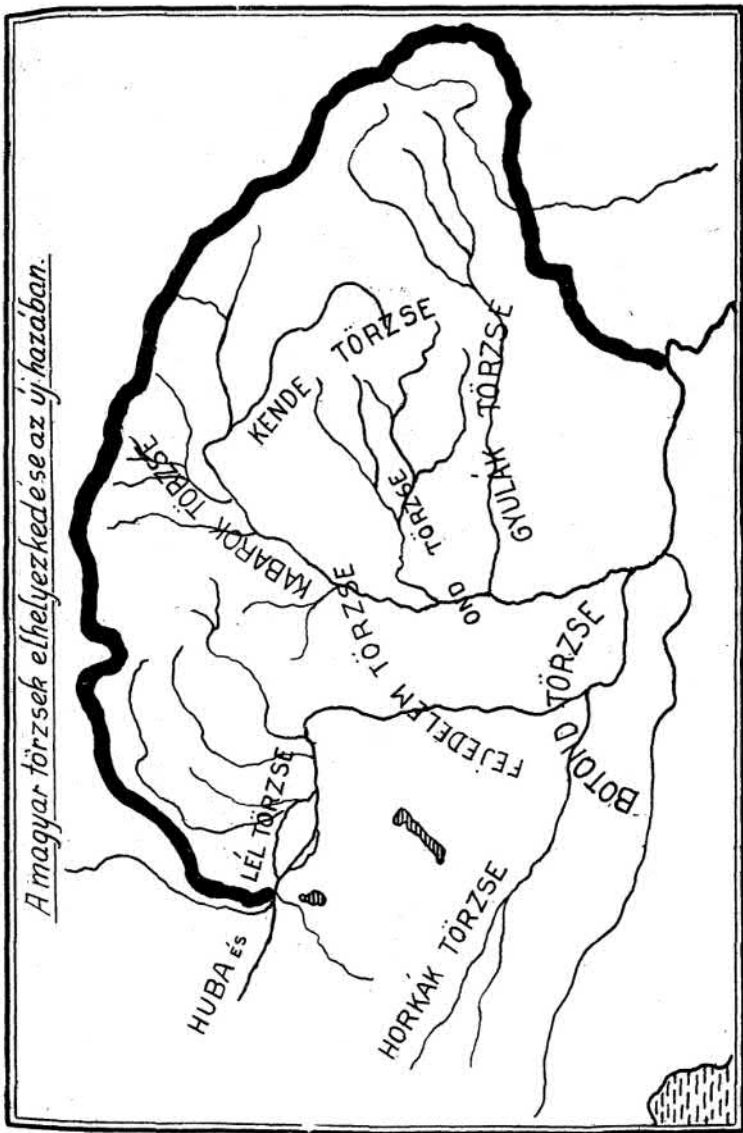 A magyar törzsek elhelyezkedése az új hazában.
HUBA ÉS
LÉL TÖRZSE
KABAROK TÖRZSE
KENDE TÖRZSE
FEJEDELEM TÖRZSE
OND TÖRZSE
GYULÁK TÖRZSE
HORKÁK TÖRZSE
BOTOND TÖRZSE